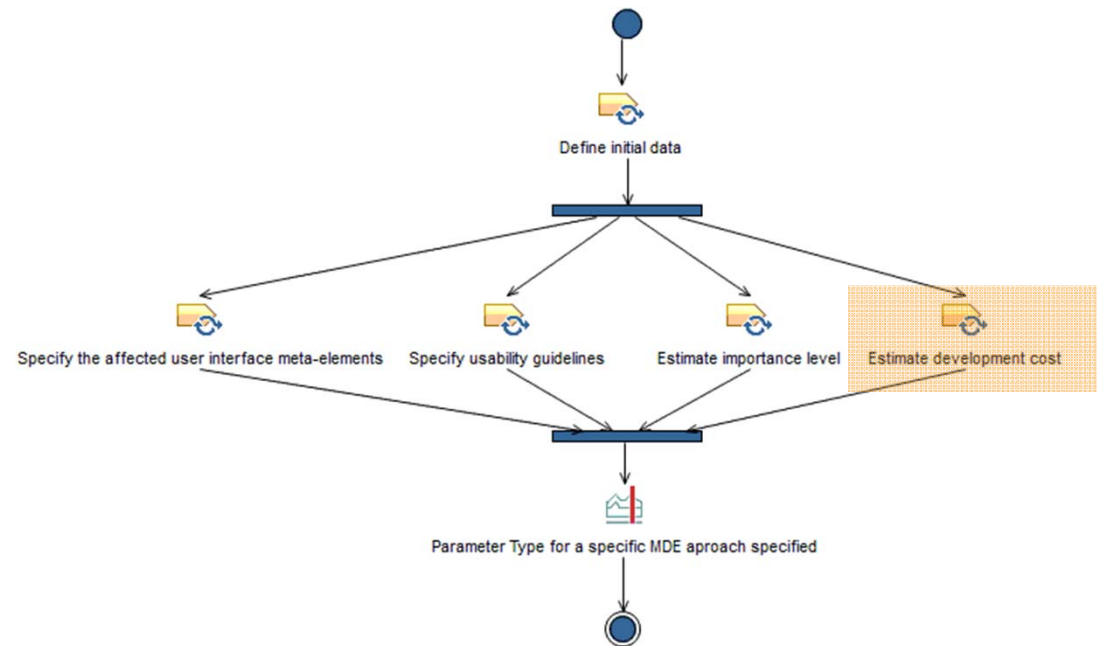 Define initial data
Specify the affected user interface meta-elements
Specify usability guidelines
Estimate importance level
Estimate development cost
Parameter Type for a specific MDE aproach specified